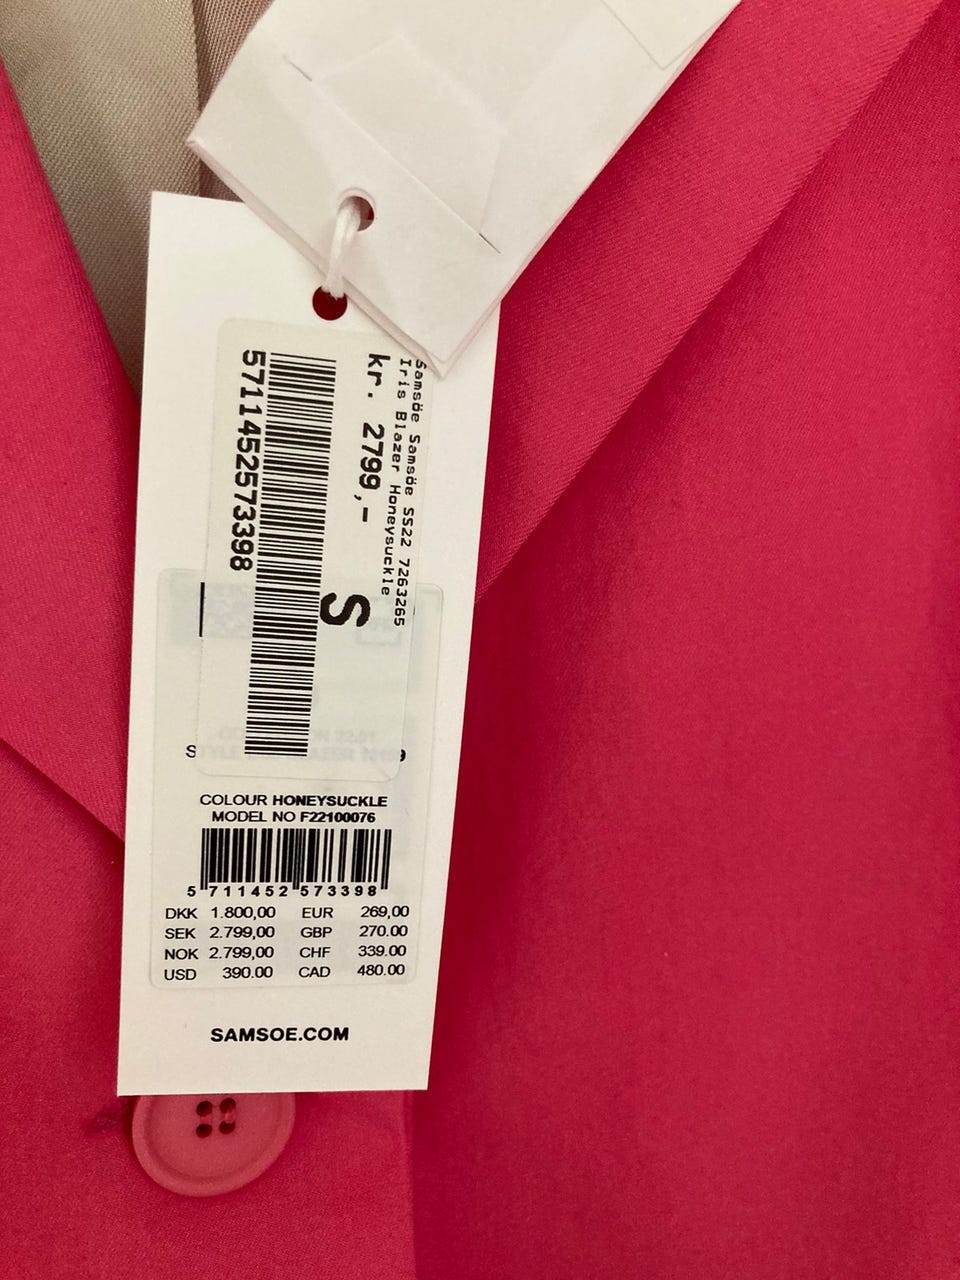 Samsöe Samsöe SS22 7263265
Iris Blazer Honeysuckle
kr. 2799,-
S
5711452573398
COLOUR HONEYSUCKLE
MODEL NO F22100076
5 711452 573398
DKK 1.800,00 EUR 269,00
SEK 2.799,00 GBP 270.00
NOK 2.799,00 CHF 339.00
USD 390.00 CAD 480.00
SAMSOE.COM